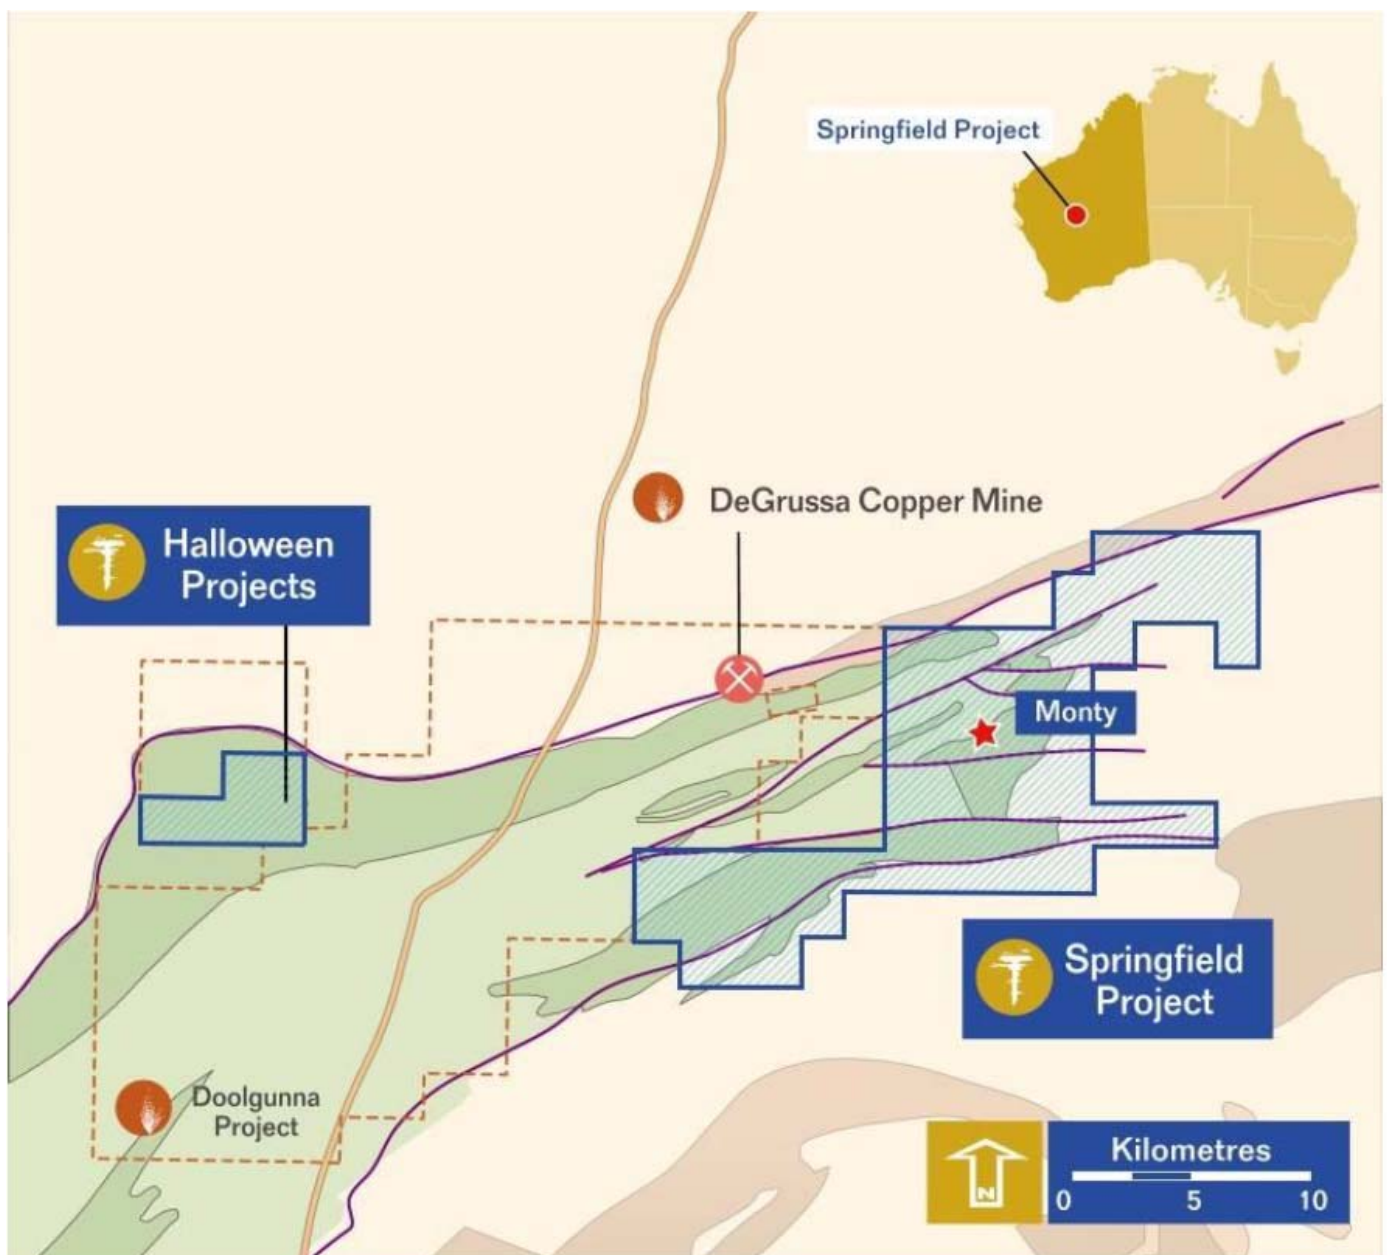 Springfield Project
DeGrussa Copper Mine
Halloween
Projects
Monty
Springfield
Project
Doolgunna
Project
Kilometres
N
0 5 10